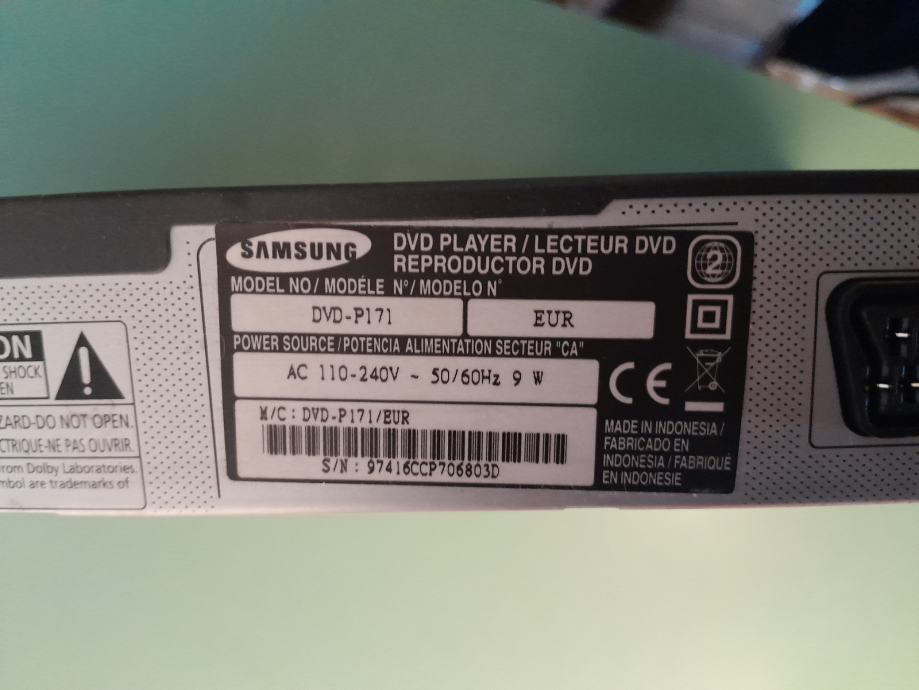 SAMSUNG
DVD PLAYER / LECTEUR DVD
REPRODUCTOR DVD
2
MODEL NO / MODÉLE N° / MODELO N°
DVD-P171
EUR
POWER SOURCE / POTENCIA ALIMENTATION SECTEUR "CA"
AC 110-240V ~ 50/60Hz 9 W
CE
M/C : DVD-P171/EUR
S/N : 97416CCP706803D
MADE IN INDONESIA /
FABRICADO EN
INDONESIA / FABRIQUÉ
EN INDONESIE
ON
SHOCK
EN
!
ZARD-DO NOT OPEN.
CTRIQUE-NE PAS OUVRIR.
from Dolby Laboratories.
mbol are trademarks of